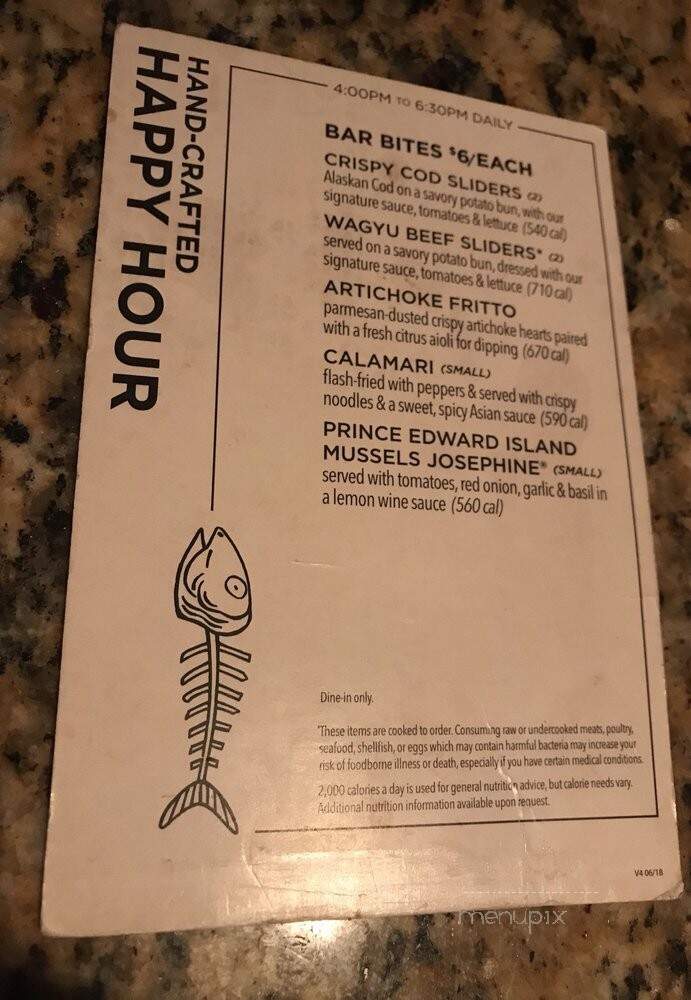 HAND-CRAFTED
HAPPY HOUR
4:00PM TO 6:30PM DAILY
BAR BITES $6/EACH
CRISPY COD SLIDERS (2)
Alaskan Cod on a savory potato bun, with our
signature sauce, tomatoes & lettuce (540 cal)
WAGYU BEEF SLIDERS* (2)
served on a savory potato bun, dressed with our
signature sauce, tomatoes & lettuce (710 cal)
ARTICHOKE FRITTO
parmesan-dusted crispy artichoke hearts paired
with a fresh citrus aioli for dipping (670 cal)
CALAMARI (SMALL)
flash-fried with peppers & served with crispy
noodles & a sweet, spicy Asian sauce (590 cal)
PRINCE EDWARD ISLAND
MUSSELS JOSEPHINE* (SMALL)
served with tomatoes, red onion, garlic & basil in
a lemon wine sauce (560 cal)
Dine-in only.
*These items are cooked to order. Consuming raw or undercooked meats, poultry,
seafood, shellfish, or eggs which may contain harmful bacteria may increase your
risk of foodborne illness or death, especially if you have certain medical conditions.
2,000 calories a day is used for general nutrition advice, but calorie needs vary.
Additional nutrition information available upon request.
V4 06/18
menupix